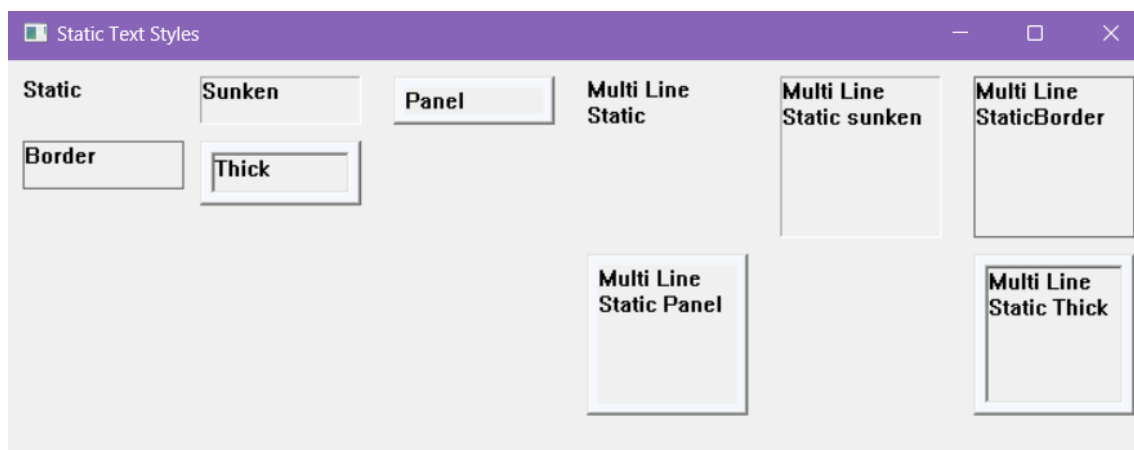 Static Text Styles
Static
Sunken
Panel
Multi Line
Static
Multi Line
Static sunken
Multi Line
StaticBorder
Border
Thick
Multi Line
Static Panel
Multi Line
Static Thick